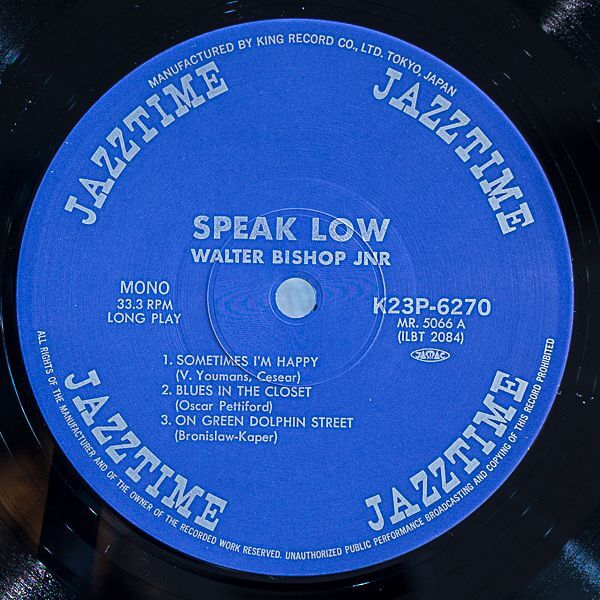 MANUFACTURED BY KING RECORD CO., LTD. TOKYO, JAPAN
JAZZTIME
JAZZTIME
SPEAK LOW
WALTER BISHOP JNR
MONO
33.3 RPM
LONG PLAY
K23P-6270
MR. 5066 A
(ILBT 2084)
JASRAC
1. SOMETIMES I'M HAPPY
(V. Youmans, Cesear)
2. BLUES IN THE CLOSET
(Oscar Pettiford)
3. ON GREEN DOLPHIN STREET
(Bronislaw-Kaper)
JAZZTIME
JAZZTIME
ALL RIGHTS OF THE MANUFACTURER AND OF THE OWNER OF THE RECORDED WORK RESERVED. UNAUTHORIZED PUBLIC PERFORMANCE BROADCASTING AND COPYING OF THIS RECORD PROHIBITED